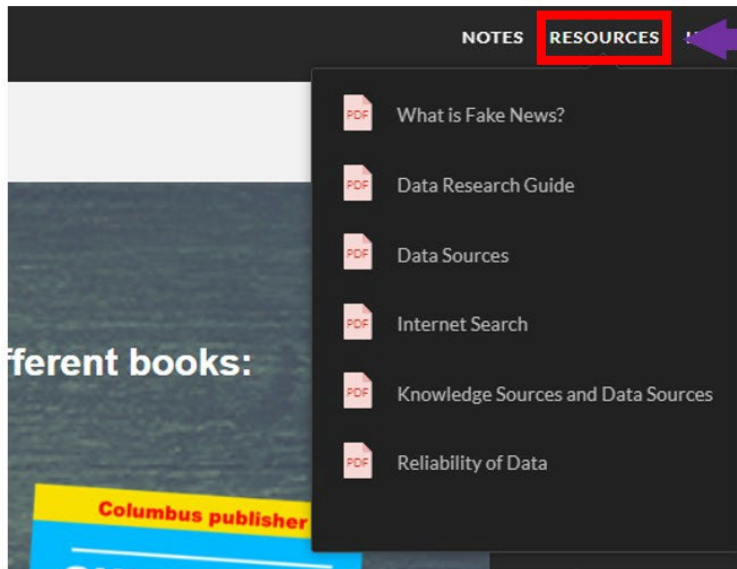 NOTES RESOURCES
PDF What is Fake News?
PDF Data Research Guide
PDF Data Sources
PDF Internet Search
fferent books:
PDF Knowledge Sources and Data Sources
PDF Reliability of Data
Columbus publisher